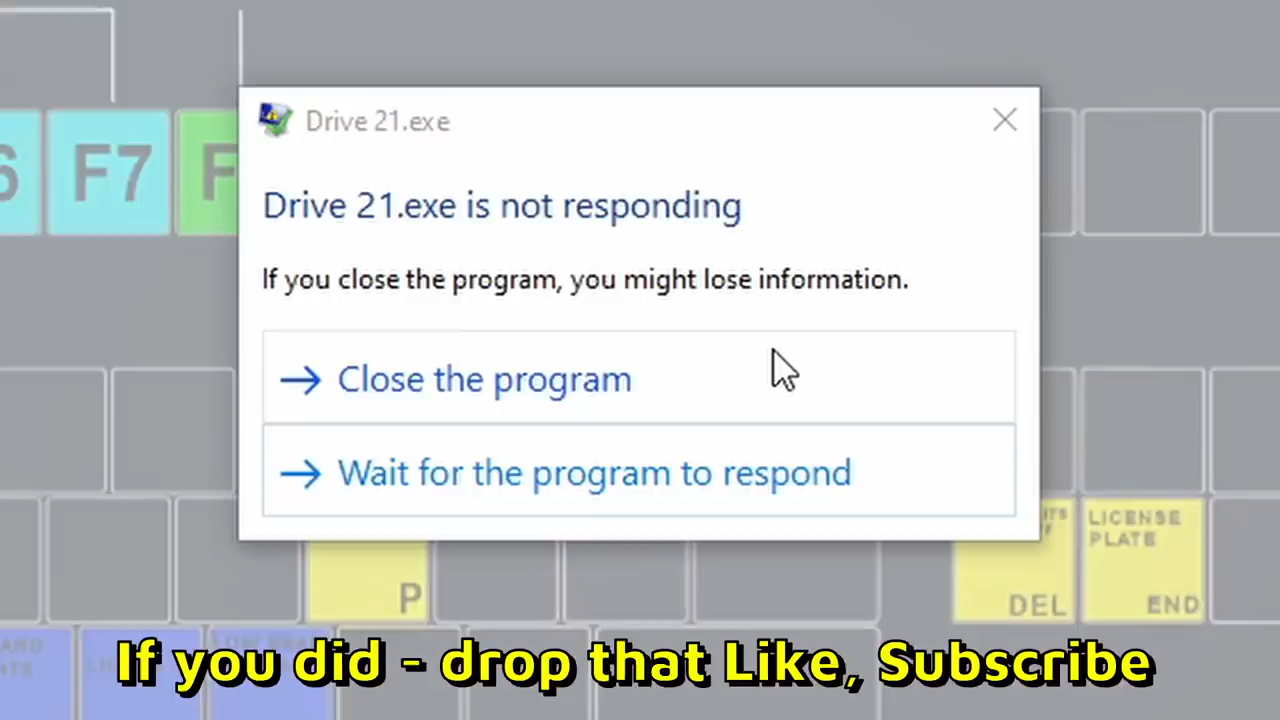 Drive 21.exe
6
F7
F
Drive 21.exe is not responding
If you close the program, you might lose information.
Close the program
Wait for the program to respond
LICENSE
PLATE
P
DEL
END
If you did - drop that Like, Subscribe